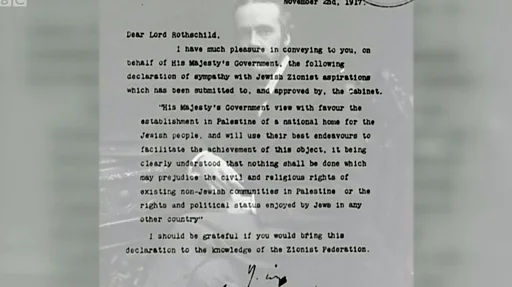 BBC
November 2nd, 1917.
Dear Lord Rothschild,
I have much pleasure in conveying to you, on
behalf of His Majesty's Government, the following
declaration of sympathy with Jewish Zionist aspirations
which has been submitted to, and approved by, the Cabinet.
"His Majesty's Government view with favour the
establishment in Palestine of a national home for the
Jewish people, and will use their best endeavours to
facilitate the achievement of this object, it being
clearly understood that nothing shall be done which
may prejudice the civil and religious rights of
existing non-Jewish communities in Palestine or the
rights and political status enjoyed by Jews in any
other country"
I should be grateful if you would bring this
declaration to the knowledge of the Zionist Federation.